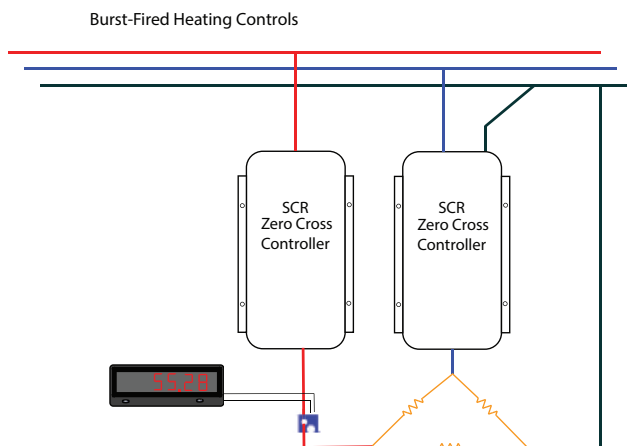 Burst-Fired Heating Controls
SCR
Zero Cross
Controller
SCR
Zero Cross
Controller
55.28